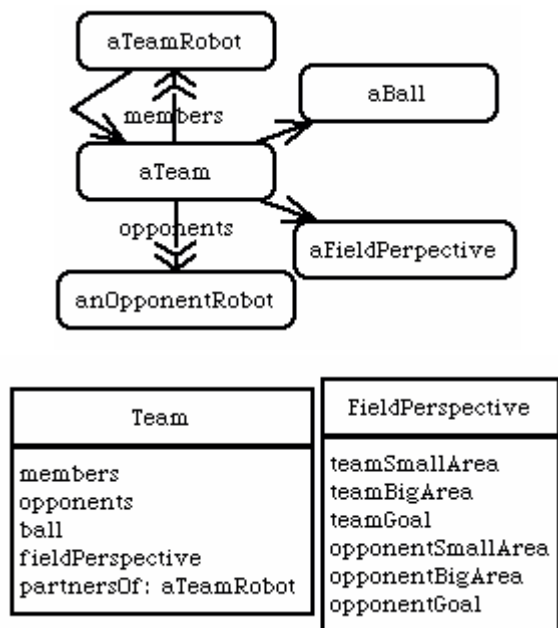 aTeamRobot
members
aBall
aTeam
opponents
aFieldPerpective
anOpponentRobot
Team
members
opponents
ball
fieldPerspective
partnersOf: aTeamRobot
FieldPerspective
teamSmallArea
teamBigArea
teamGoal
opponentSmallArea
opponentBigArea
opponentGoal